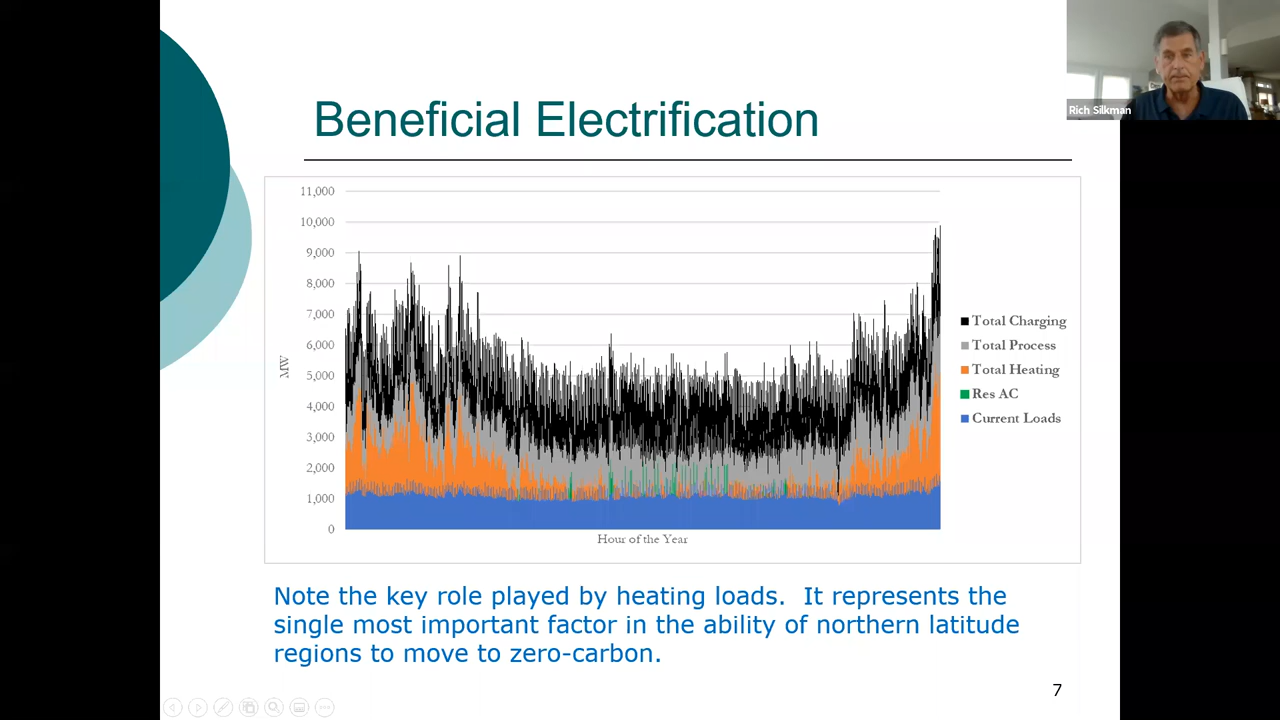 Rich Silkman
Beneficial Electrification
11,000
10,000
9,000
8,000
7,000
6,000
5,000
4,000
3,000
2,000
1,000
0
MW
Hour of the Year
Total Charging
Total Process
Total Heating
Res AC
Current Loads
Note the key role played by heating loads.  It represents the
single most important factor in the ability of northern latitude
regions to move to zero-carbon.
7